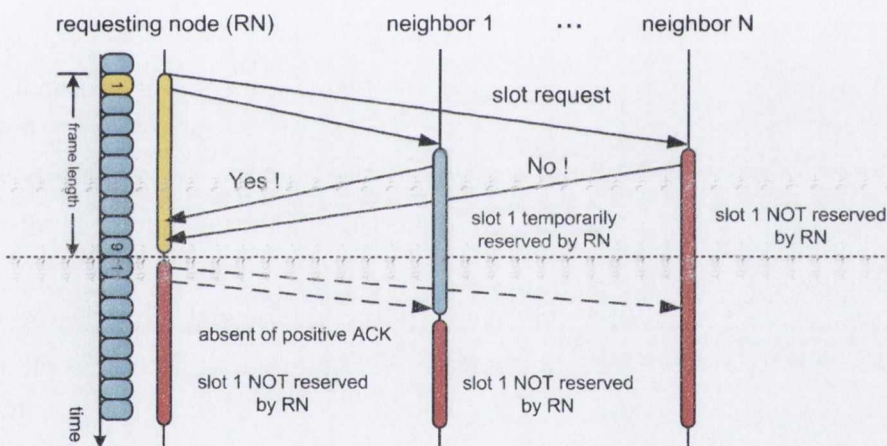 requesting node (RN)
neighbor 1
...
neighbor N
slot request
1
frame length
Yes !
No !
slot 1 temporarily
reserved by RN
slot 1 NOT reserved
by RN
9
1
absent of positive ACK
slot 1 NOT reserved
by RN
slot 1 NOT reserved
by RN
time